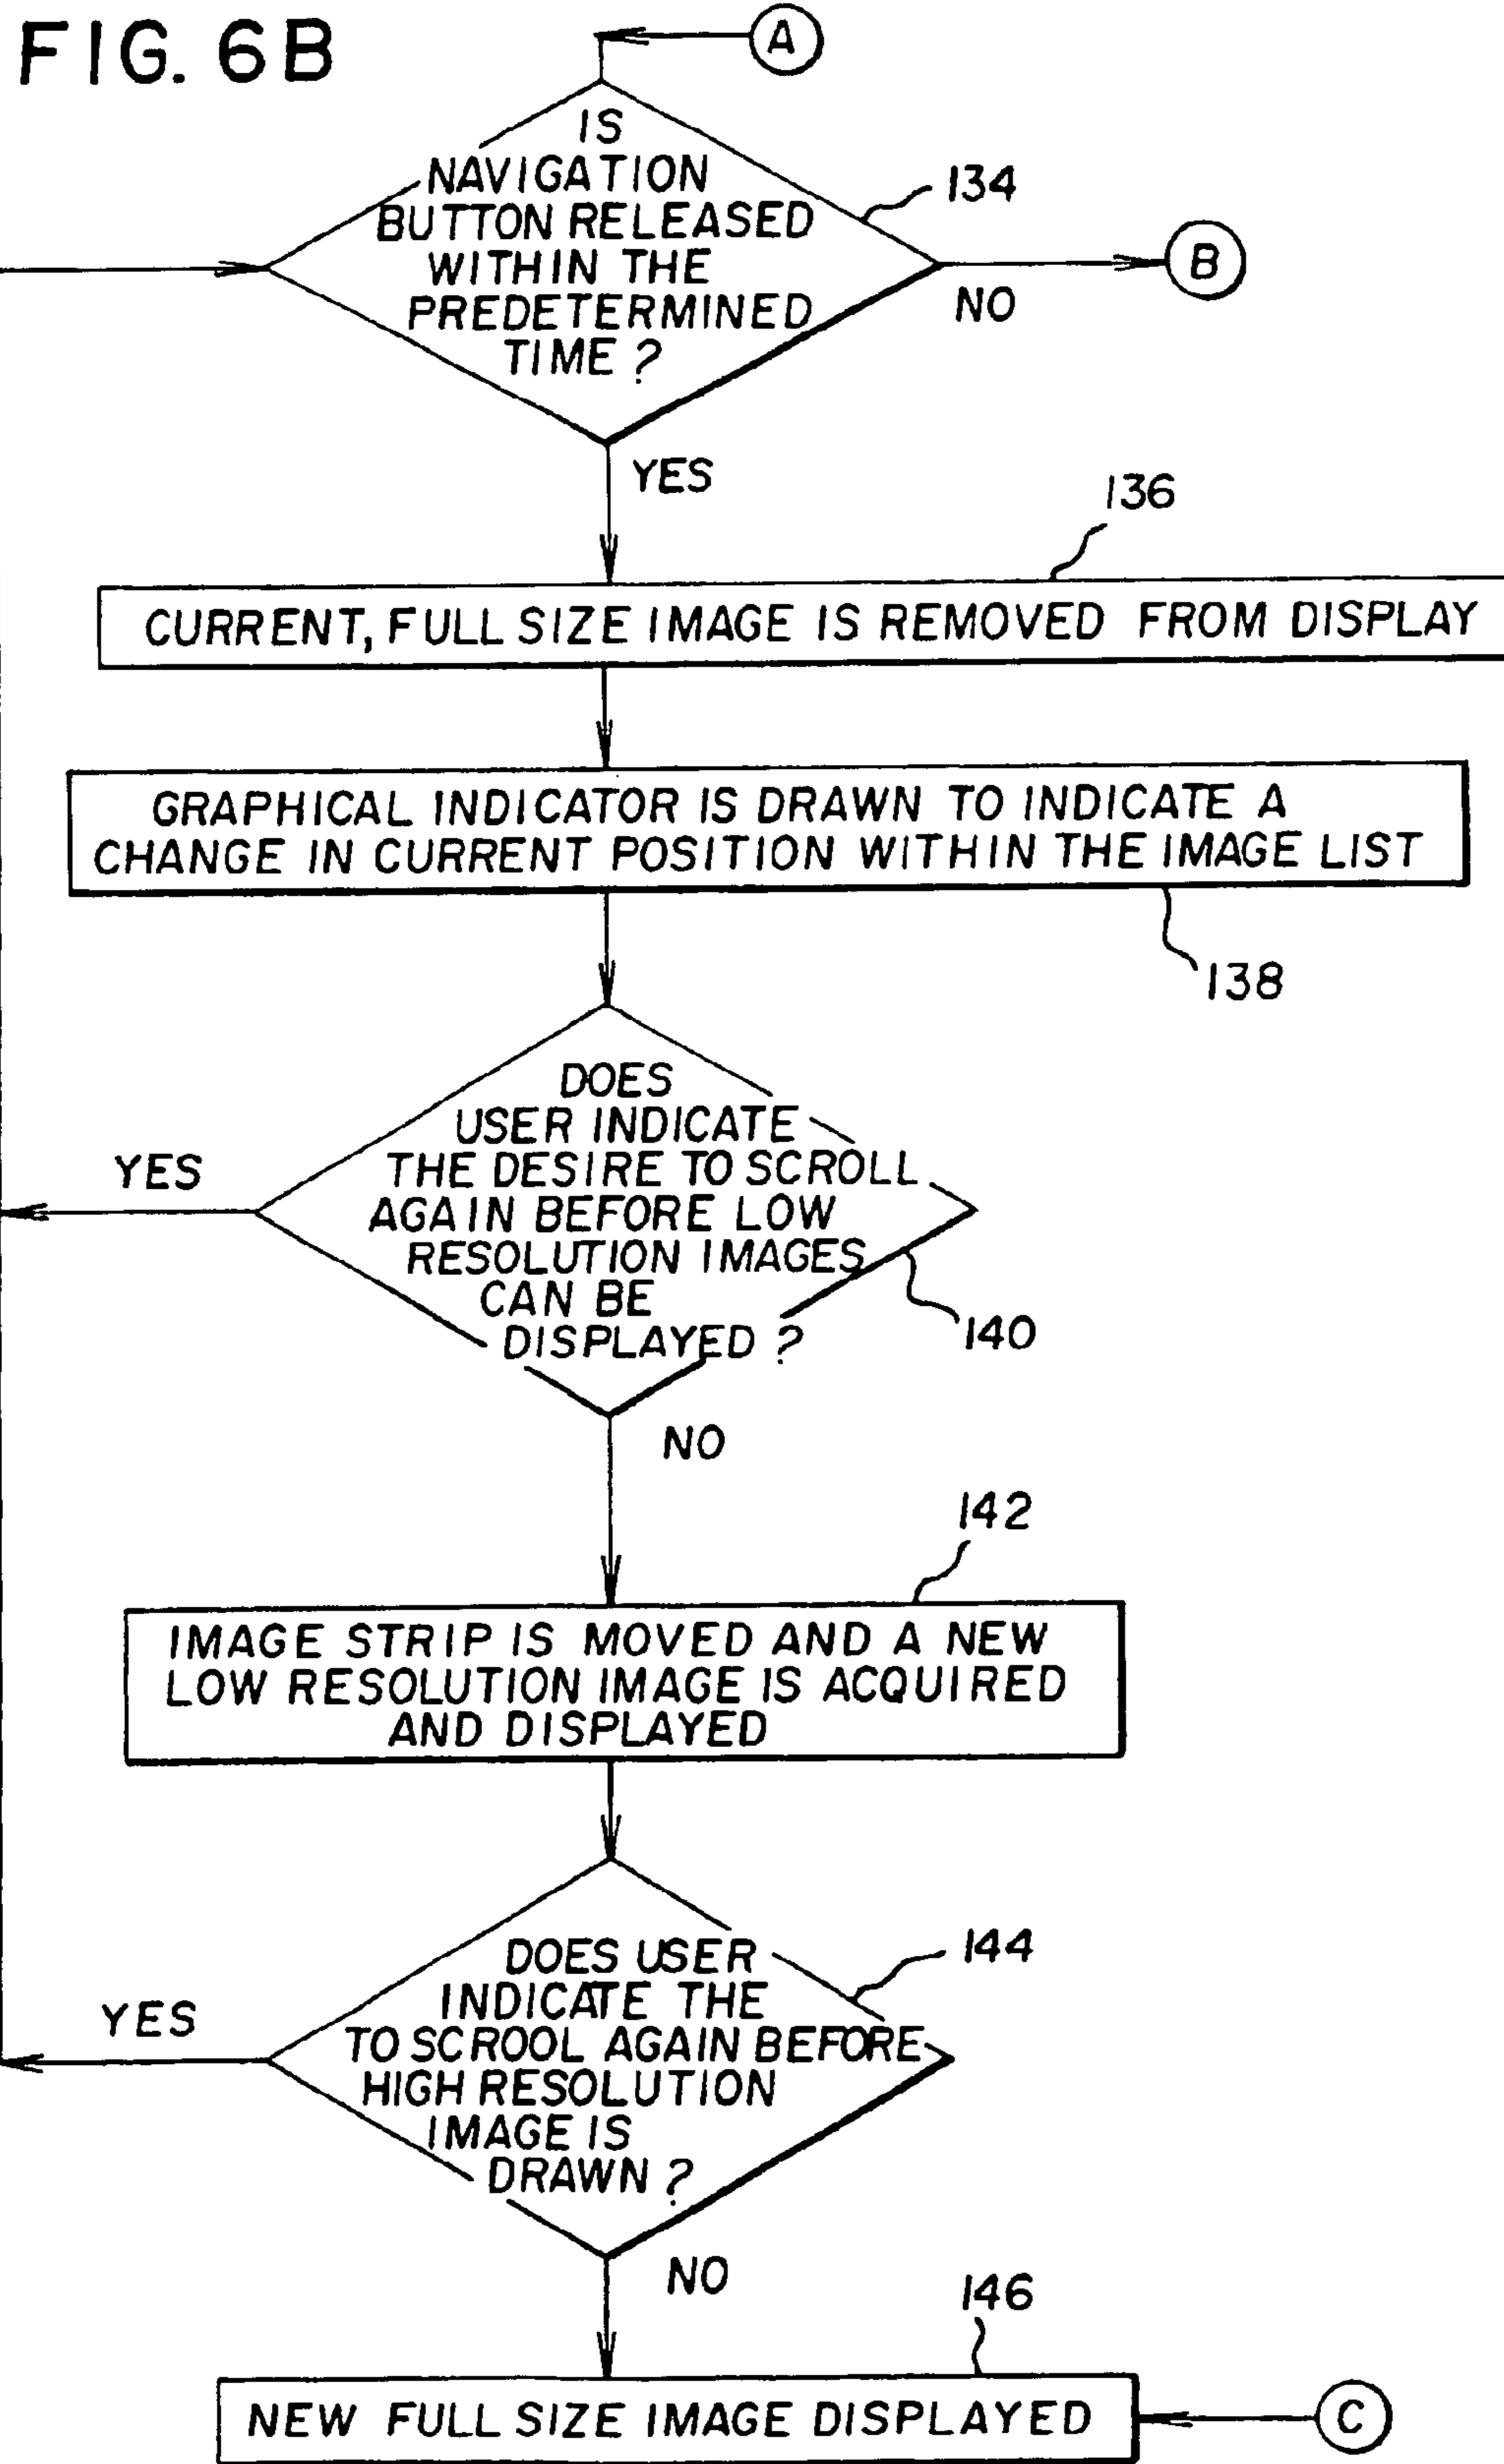 FIG. 6B
A
IS
NAVIGATION
BUTTON RELEASED
WITHIN THE
PREDETERMINED
TIME ?
134
B
NO
YES
136
CURRENT, FULL SIZE IMAGE IS REMOVED FROM DISPLAY
GRAPHICAL INDICATOR IS DRAWN TO INDICATE A
CHANGE IN CURRENT POSITION WITHIN THE IMAGE LIST
138
DOES
USER INDICATE
THE DESIRE TO SCROLL
AGAIN BEFORE LOW
RESOLUTION IMAGES
CAN BE
DISPLAYED ?
YES
140
NO
142
IMAGE STRIP IS MOVED AND A NEW
LOW RESOLUTION IMAGE IS ACQUIRED
AND DISPLAYED
DOES USER
INDICATE THE
TO SCROOL AGAIN BEFORE
HIGH RESOLUTION
IMAGE IS
DRAWN ?
144
YES
NO
146
NEW FULL SIZE IMAGE DISPLAYED
C